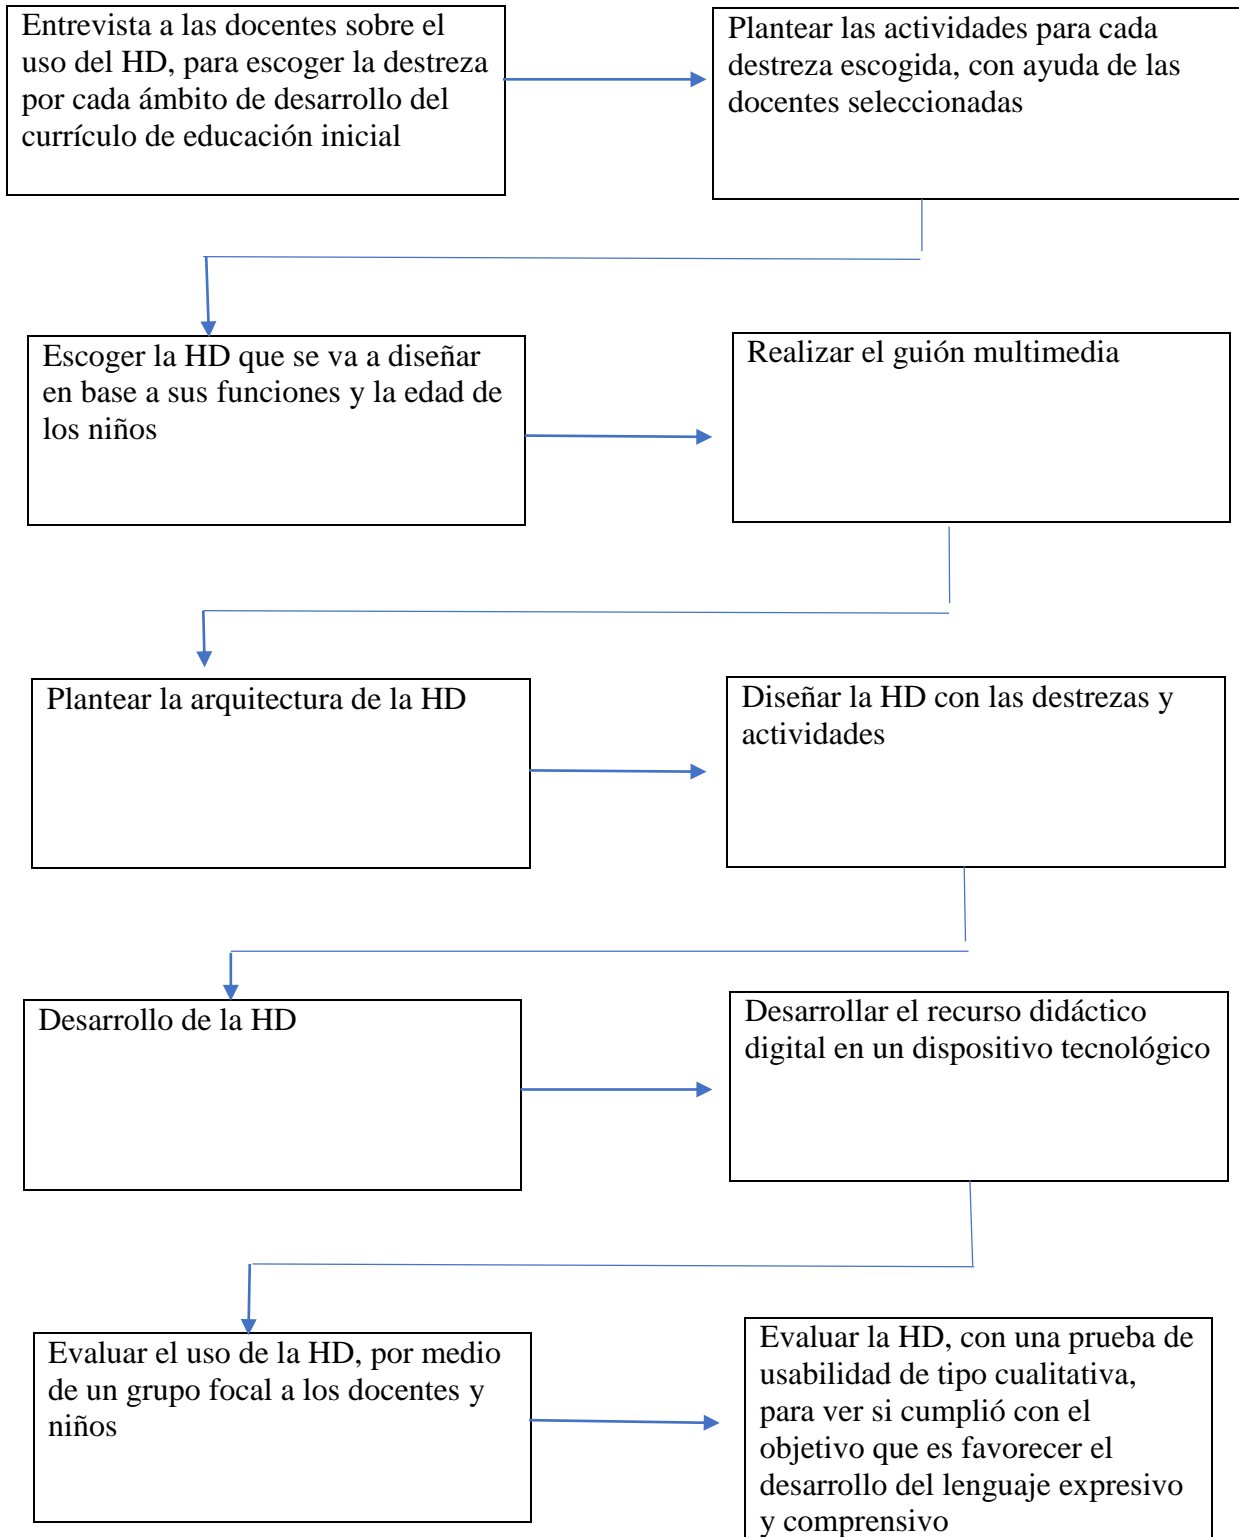 Entrevista a las docentes sobre el
uso del HD, para escoger la destreza
por cada ámbito de desarrollo del
currículo de educación inicial
Plantear las actividades para cada
destreza escogida, con ayuda de las
docentes seleccionadas
Escoger la HD que se va a diseñar
en base a sus funciones y la edad de
los niños
Realizar el guión multimedia
Plantear la arquitectura de la HD
Diseñar la HD con las destrezas y
actividades
Desarrollo de la HD
Desarrollar el recurso didáctico
digital en un dispositivo tecnológico
Evaluar el uso de la HD, por medio
de un grupo focal a los docentes y
niños
Evaluar la HD, con una prueba de
usabilidad de tipo cualitativa,
para ver si cumplió con el
objetivo que es favorecer el
desarrollo del lenguaje expresivo
y comprensivo